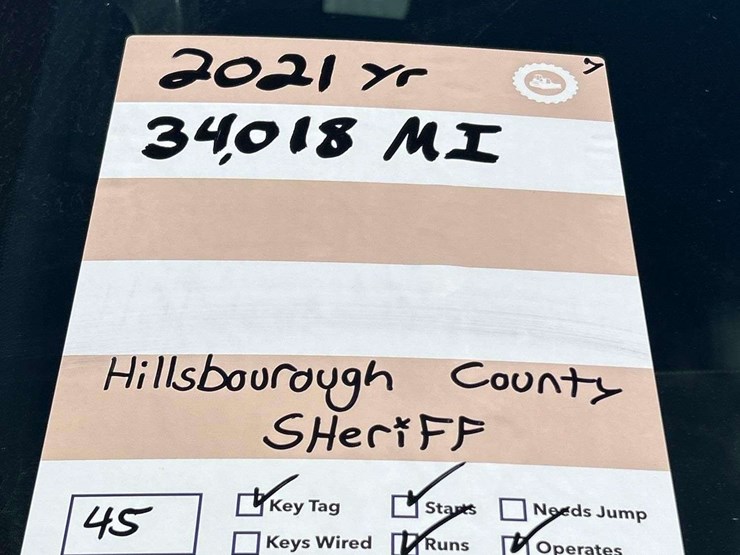 2021 yr
34,018 MI
Hillsbourough County
SHeriFF
45
Key Tag Starts Needs Jump
Keys Wired Runs Operates